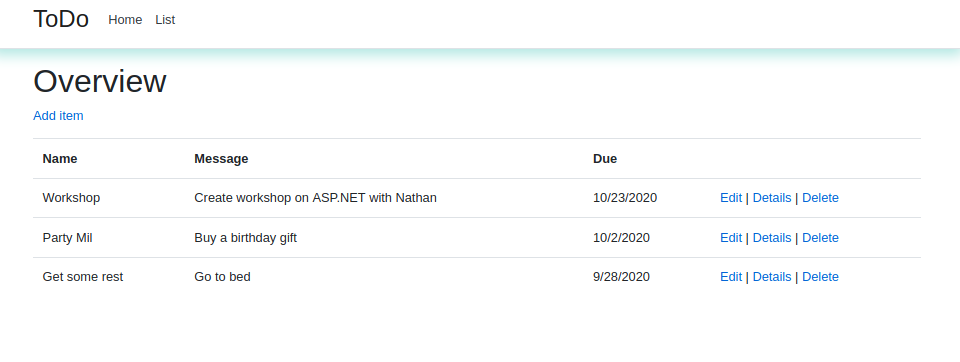 ToDo Home List
Overview
Add item
Name Message Due
Workshop Create workshop on ASP.NET with Nathan 10/23/2020 Edit | Details | Delete
Party Mil Buy a birthday gift 10/2/2020 Edit | Details | Delete
Get some rest Go to bed 9/28/2020 Edit | Details | Delete